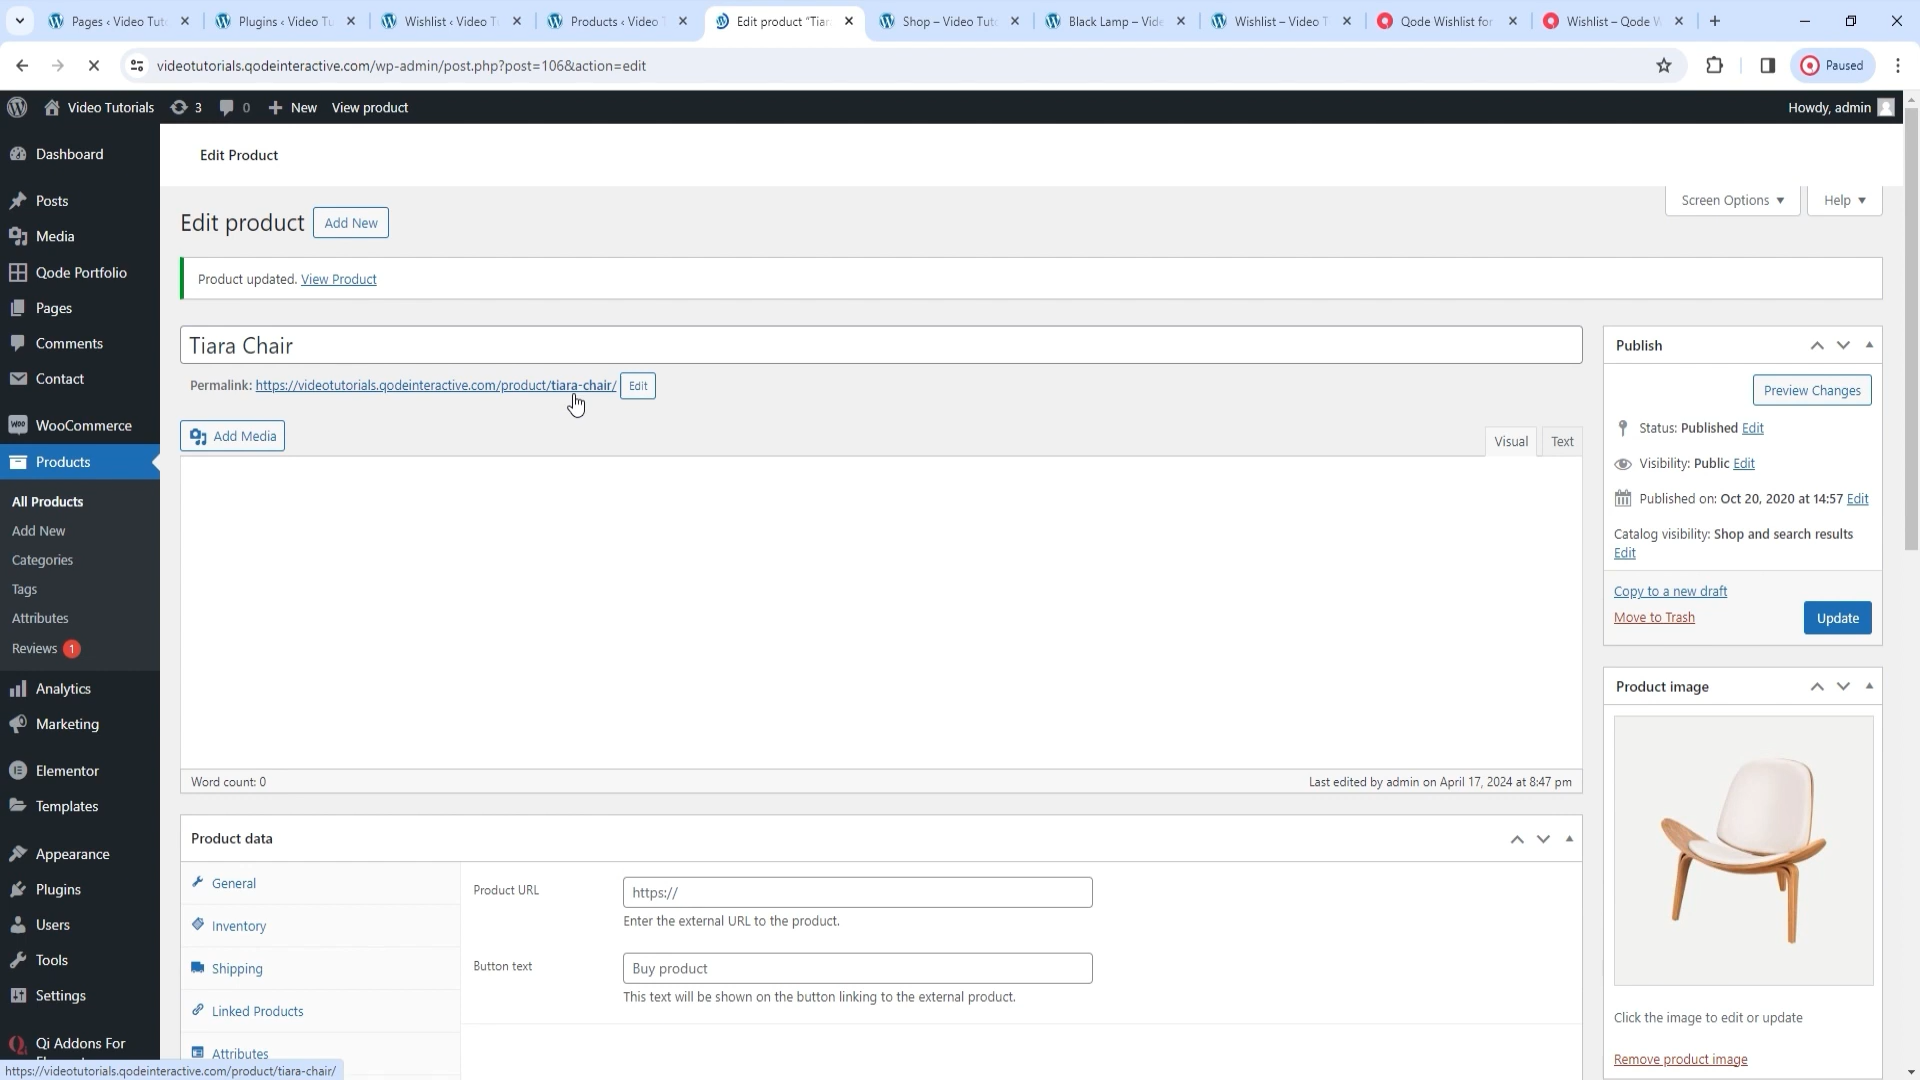 Pages ‹ Video Tut
Plugins ‹ Video Tu
Wishlist ‹ Video T
Products ‹ Video T
Edit product "Tiar
Shop – Video Tut
Black Lamp – Vide
Wishlist – Video T
Qode Wishlist for
Wishlist – Qode W
videotutorials.qodeinteractive.com/wp-admin/post.php?post=106&action=edit
Paused
Video Tutorials
3
0
New
View product
Howdy, admin
Dashboard
Posts
Media
Qode Portfolio
Pages
Comments
Contact
WooCommerce
Products
All Products
Add New
Categories
Tags
Attributes
Reviews 1
Analytics
Marketing
Elementor
Templates
Appearance
Plugins
Users
Tools
Settings
Qi Addons For
Edit Product
Screen Options
Help
Edit product
Add New
Product updated. View Product
Tiara Chair
Permalink: https://videotutorials.qodeinteractive.com/product/tiara-chair/ Edit
Add Media
Visual
Text
Word count: 0
Last edited by admin on April 17, 2024 at 8:47 pm
Product data
General
Inventory
Shipping
Linked Products
Attributes
Product URL
https://
Enter the external URL to the product.
Button text
Buy product
This text will be shown on the button linking to the external product.
Publish
Preview Changes
Status: Published Edit
Visibility: Public Edit
Published on: Oct 20, 2020 at 14:57 Edit
Catalog visibility: Shop and search results
Edit
Copy to a new draft
Move to Trash
Update
Product image
Click the image to edit or update
Remove product image
https://videotutorials.qodeinteractive.com/product/tiara-chair/